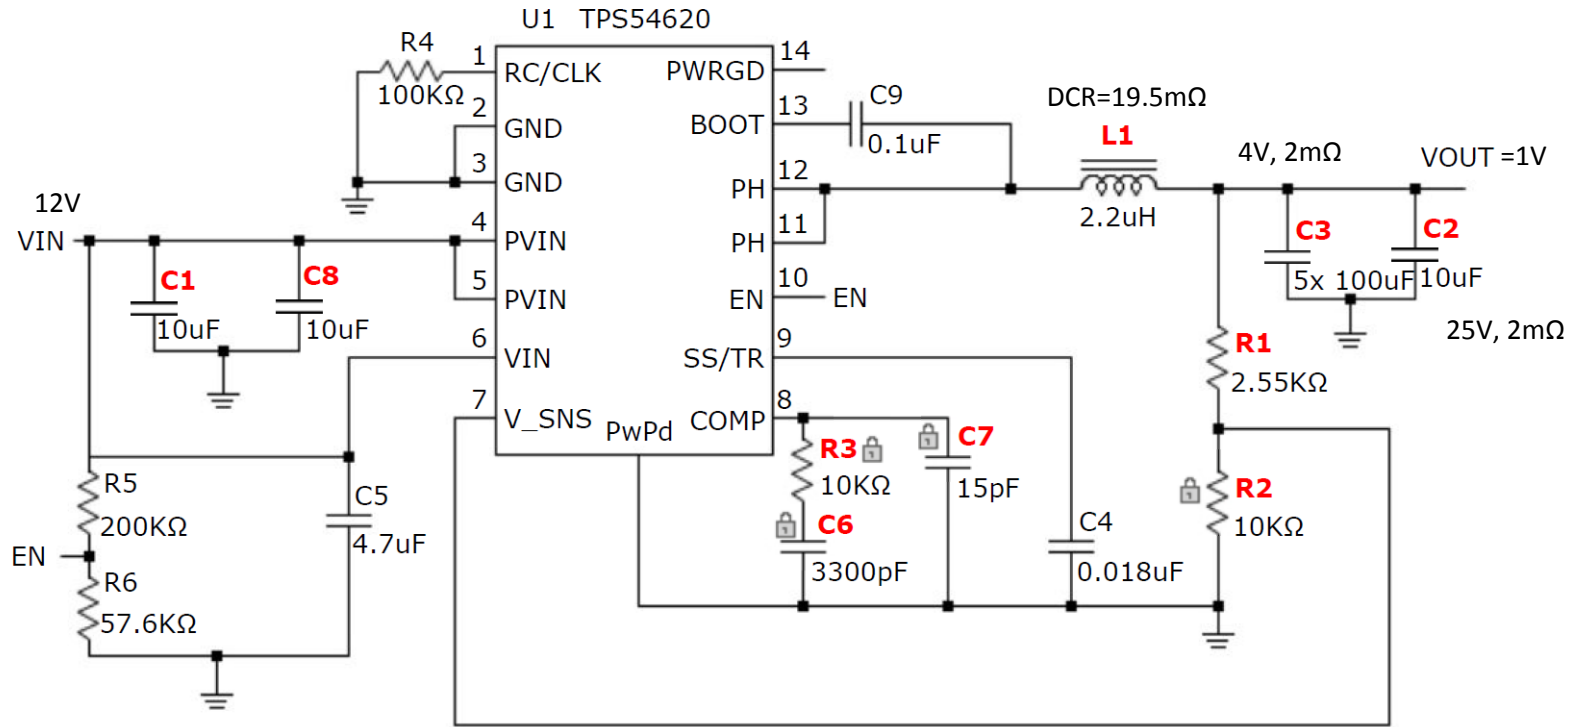 U1 TPS54620
R4
100KΩ
1
RC/CLK
2
GND
3
GND
4
PVIN
5
PVIN
6
VIN
7
V_SNS
PwPd
14
PWRGD
13
BOOT
12
PH
11
PH
10
EN
EN
9
SS/TR
8
COMP
C9
0.1uF
DCR=19.5mΩ
L1
2.2uH
4V, 2mΩ
VOUT =1V
C3
5x 100uF
C2
10uF
25V, 2mΩ
12V
VIN
C1
10uF
C8
10uF
R1
2.55KΩ
R2
10KΩ
R3
10KΩ
C7
15pF
C6
3300pF
C4
0.018uF
R5
200KΩ
C5
4.7uF
EN
R6
57.6KΩ